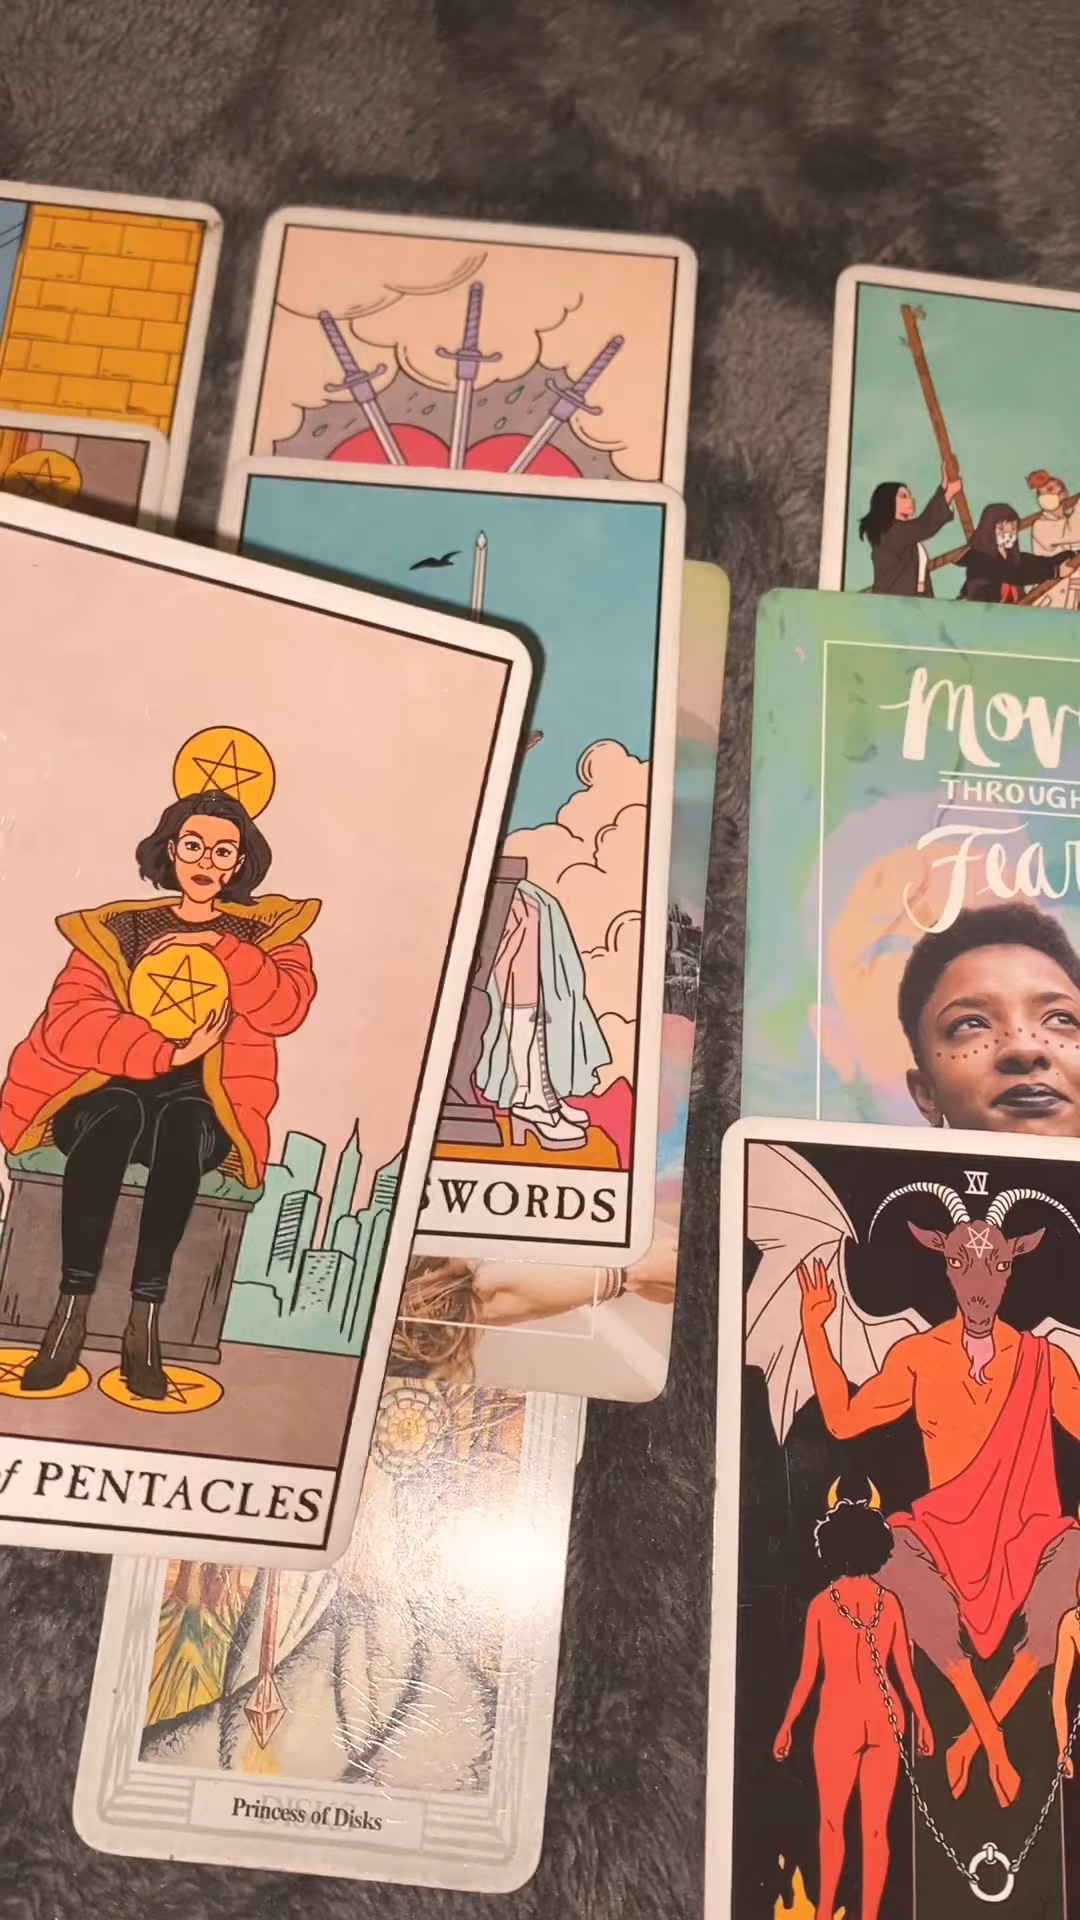 Mov
THROUGH
Fear
SWORDS
XV
of PENTACLES
Princess of Disks